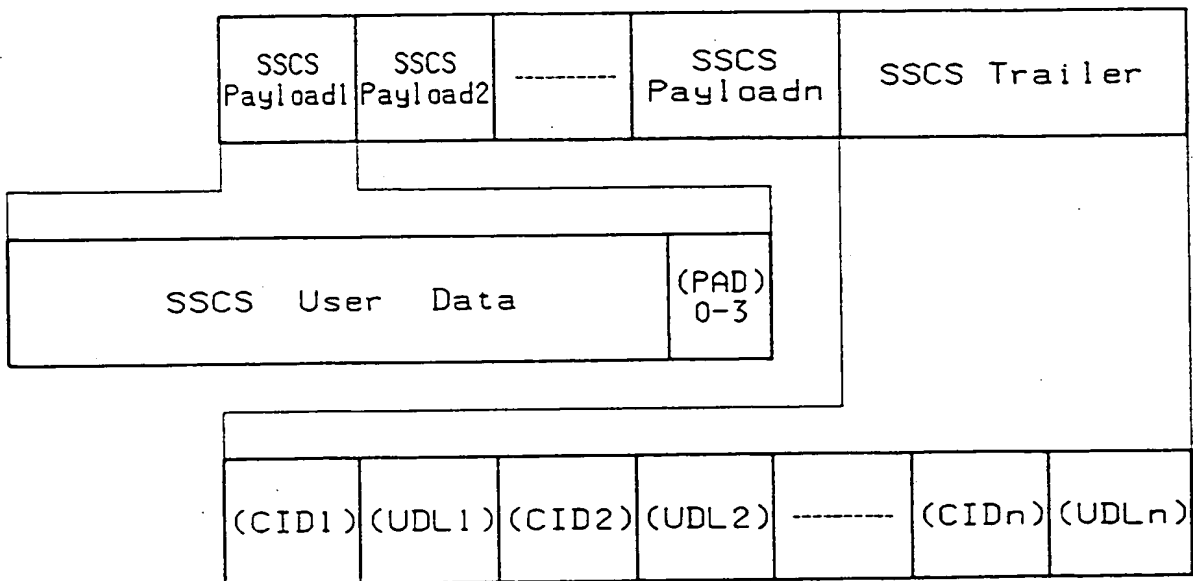 SSCS Payload1 SSCS Payload2 --------- SSCS Payloadn SSCS Trailer
SSCS User Data (PAD) 0-3
(CID1) (UDL1) (CID2) (UDL2) --------- (CIDn) (UDLn)